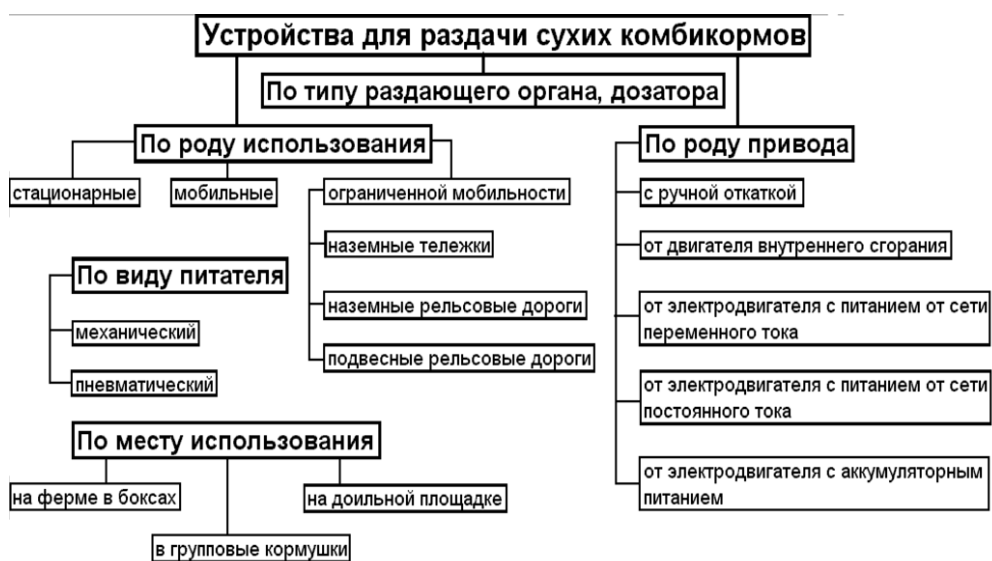 Устройства для раздачи сухих комбикормов
По типу раздающего органа, дозатора
По роду использования
стационарные
мобильные
ограниченной мобильности
наземные тележки
наземные рельсовые дороги
подвесные рельсовые дороги
По виду питателя
механический
пневматический
По месту использования
на ферме в боксах
в групповые кормушки
на доильной площадке
По роду привода
с ручной откаткой
от двигателя внутреннего сгорания
от электродвигателя с питанием от сети
переменного тока
от электродвигателя с питанием от сети
постоянного тока
от электродвигателя с аккумуляторным
питанием